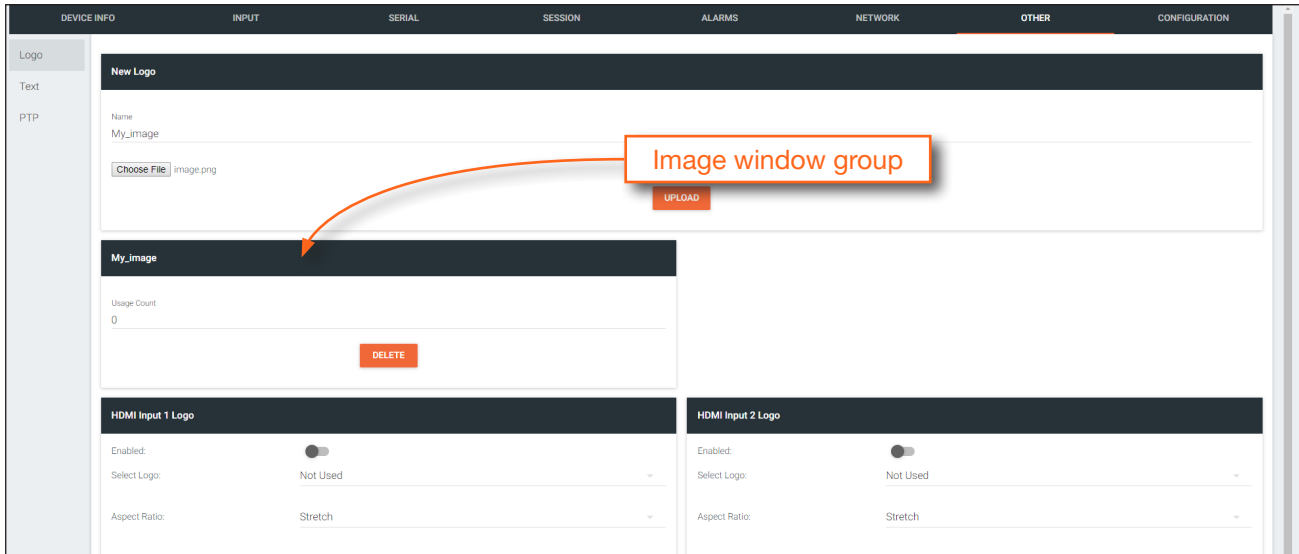 DEVICE INFO INPUT SERIAL SESSION ALARMS NETWORK OTHER CONFIGURATION
Logo
Text
PTP
New Logo
Name
My_image
Image window group
Choose File image.png
UPLOAD
My_image
Usage Count
0
DELETE
HDMI Input 1 Logo
Enabled:
Select Logo: Not Used
Aspect Ratio: Stretch
HDMI Input 2 Logo
Enabled:
Select Logo: Not Used
Aspect Ratio: Stretch